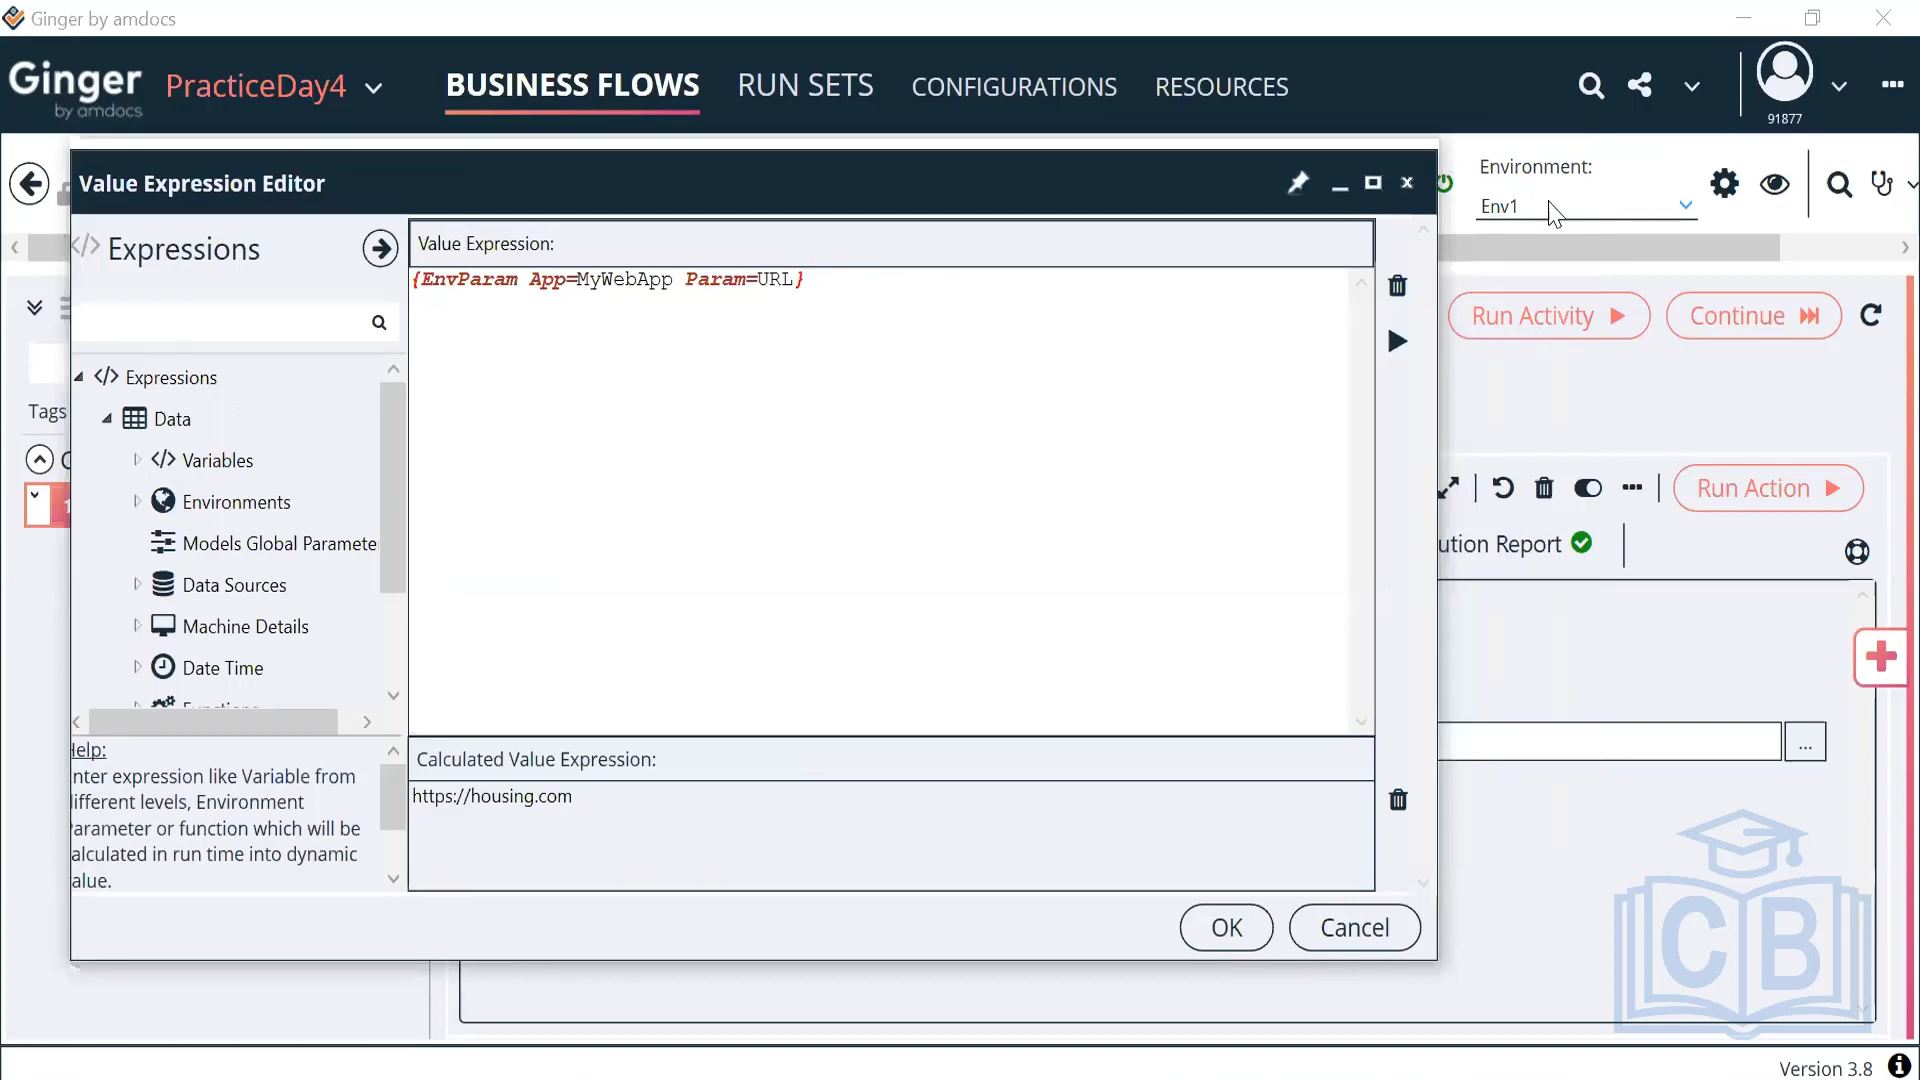 Ginger by amdocs
Ginger by amdocs PracticeDay4 BUSINESS FLOWS RUN SETS CONFIGURATIONS RESOURCES
91877
Value Expression Editor
Environment:
Env1
Expressions
Value Expression:
{EnvParam App=MyWebApp Param=URL}
Run Activity Continue
Expressions
Data
Tags
Variables
Environments
Run Action
Models Global Paramete
ution Report
Data Sources
Machine Details
Date Time
...
Help:
nter expression like Variable from
ifferent levels, Environment
arameter or function which will be
alculated in run time into dynamic
alue.
Calculated Value Expression:
https://housing.com
OK Cancel
CB
Version 3.8